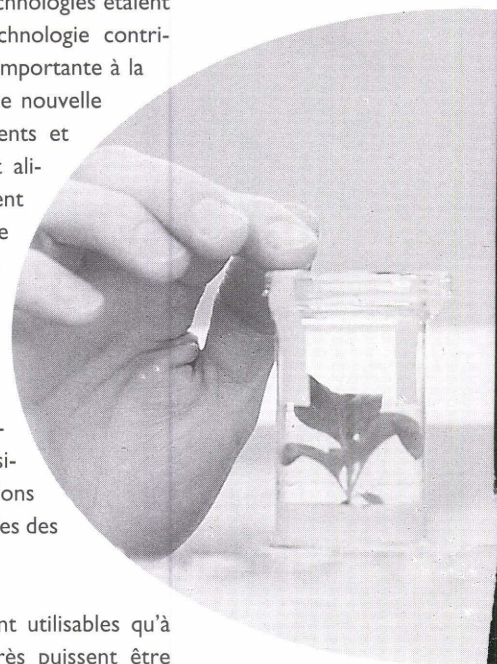 chnologies étaient
chnologie contri-
mportante à la
e nouvelle
ents et
ali-
ent
e
-
si-
ions
es des
nt utilisables qu'à
rès puissent être